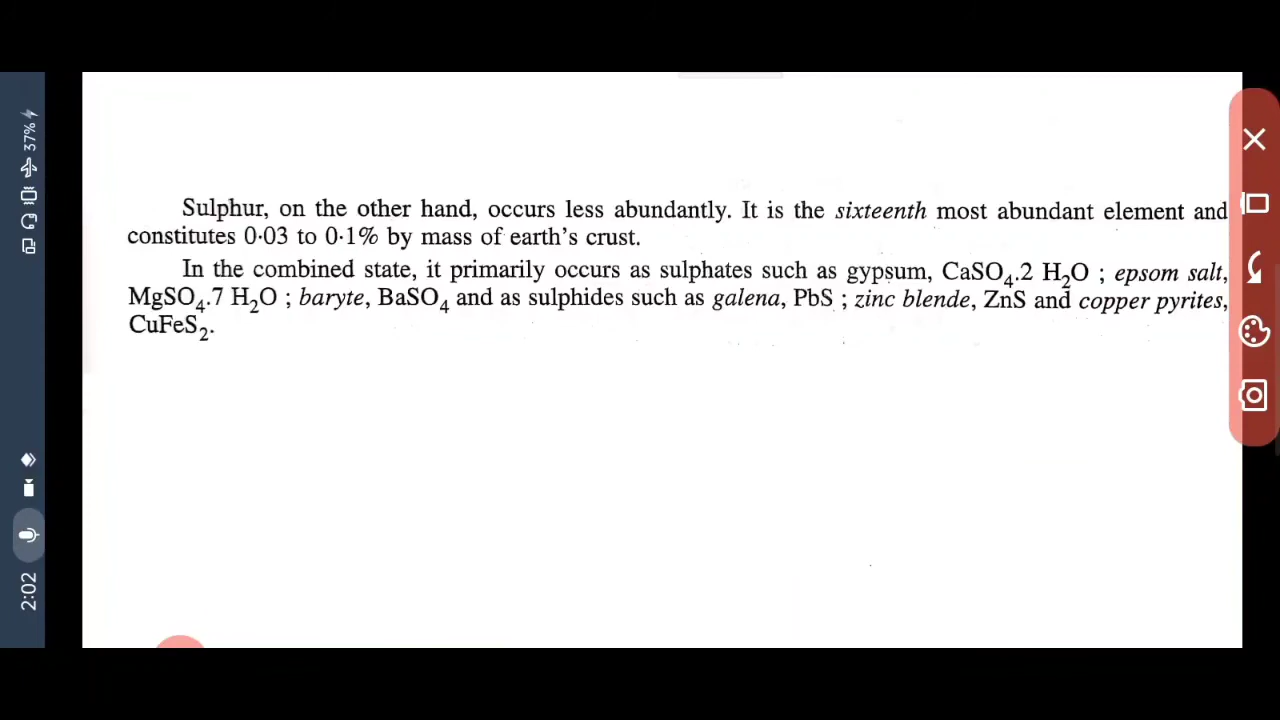 Sulphur, on the other hand, occurs less abundantly. It is the sixteenth most abundant element and
constitutes 0·03 to 0·1% by mass of earth's crust.
In the combined state, it primarily occurs as sulphates such as gypsum, CaSO₄.2 H₂O ; epsom salt,
MgSO₄.7 H₂O ; baryte, BaSO₄ and as sulphides such as galena, PbS ; zinc blende, ZnS and copper pyrites,
CuFeS₂.
37%
2:02